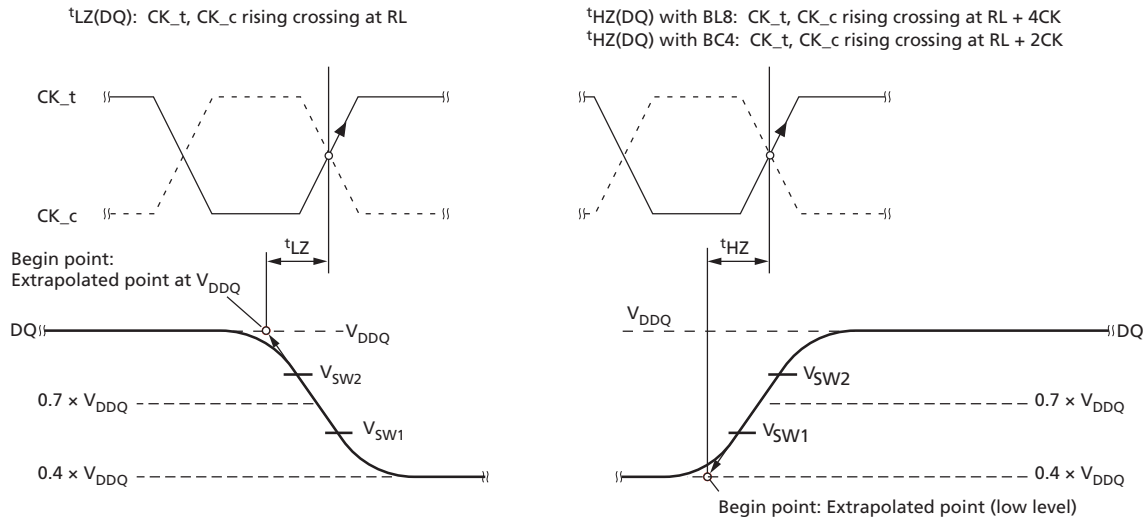 tLZ(DQ): CK_t, CK_c rising crossing at RL
tHZ(DQ) with BL8: CK_t, CK_c rising crossing at RL + 4CK
tHZ(DQ) with BC4: CK_t, CK_c rising crossing at RL + 2CK
CK_t
CK_c
tLZ
tHZ
Begin point:
Extrapolated point at VDDQ
DQ
VDDQ
VDDQ
DQ
VSW2
VSW2
0.7 × VDDQ
0.7 × VDDQ
VSW1
VSW1
0.4 × VDDQ
0.4 × VDDQ
Begin point: Extrapolated point (low level)